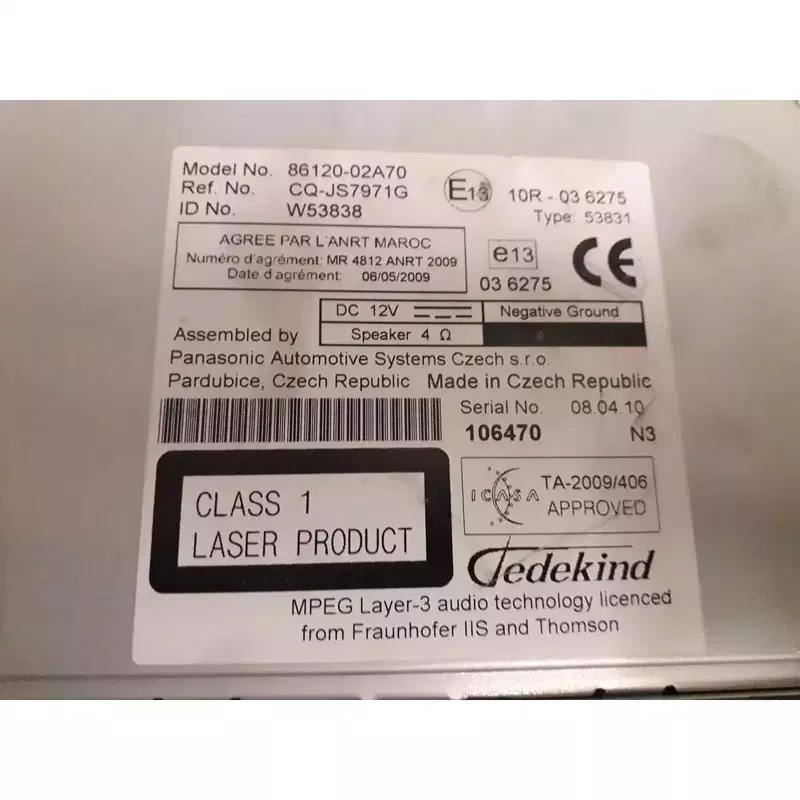 Model No. 86120-02A70
Ref. No. CQ-JS7971G
ID No. W53838
E13 10R - 03 6275
Type: 53831
AGREE PAR L'ANRT MAROC
Numéro d'agrément: MR 4812 ANRT 2009
Date d'agrément: 06/05/2009
e13
03 6275
CE
DC 12V
Negative Ground
Speaker 4 Ω
Assembled by
Panasonic Automotive Systems Czech s.r.o.
Pardubice, Czech Republic Made in Czech Republic
Serial No. 08.04.10
106470 N3
CLASS 1
LASER PRODUCT
ICASA TA-2009/406
APPROVED
Tedekind
MPEG Layer-3 audio technology licenced
from Fraunhofer IIS and Thomson